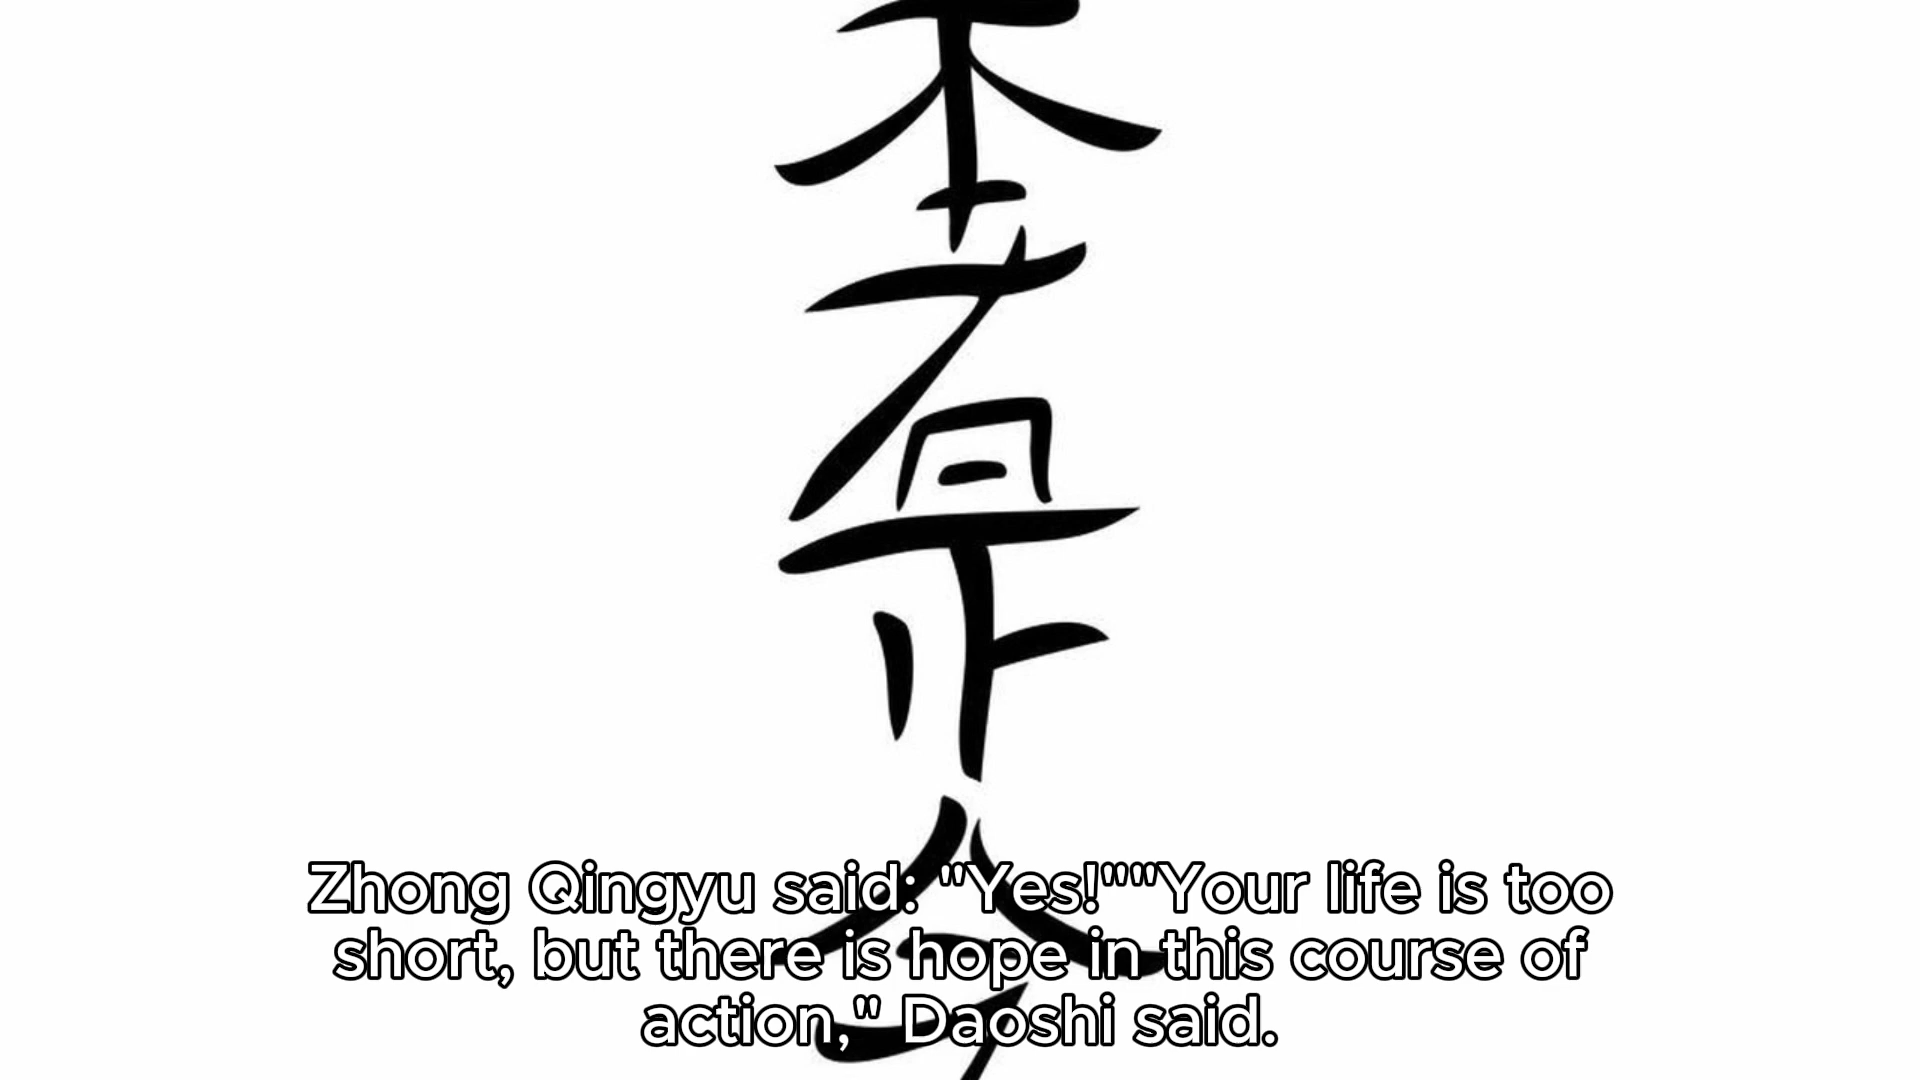 Zhong Qingyu said: "Yes!""Your life is too
short, but there is hope in this course of
action," Daoshi said.